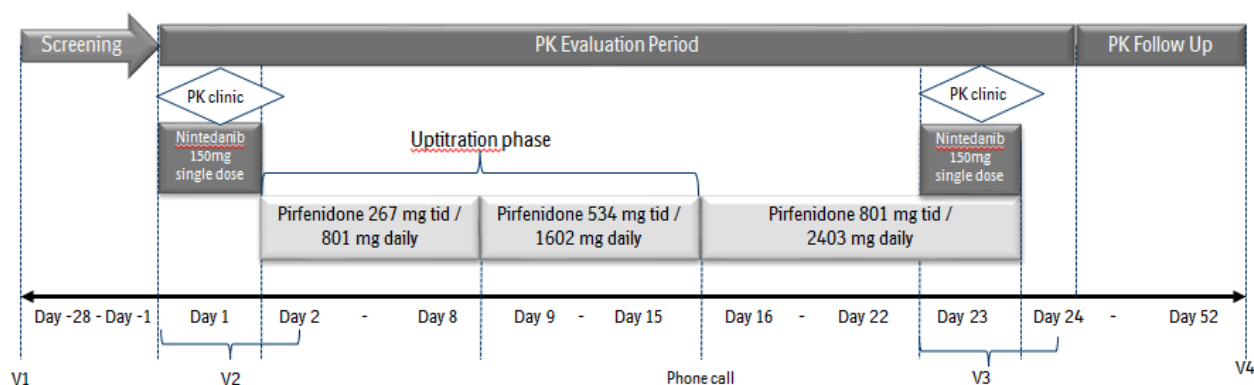 Screening
PK Evaluation Period
PK Follow Up
PK clinic
PK clinic
Nintedanib
150mg
single dose
Nintedanib
150mg
single dose
Uptitration phase
Pirfenidone 267 mg tid /
801 mg daily
Pirfenidone 534 mg tid /
1602 mg daily
Pirfenidone 801 mg tid /
2403 mg daily
Day -28 - Day -1
Day 1
Day 2 - Day 8
Day 9 - Day 15
Day 16 - Day 22
Day 23
Day 24 - Day 52
V1
V2
Phone call
V3
V4